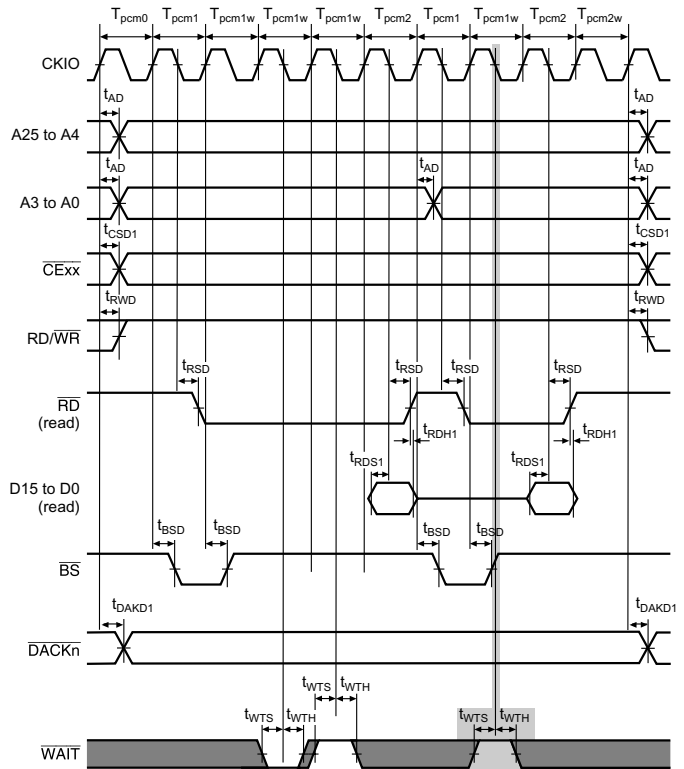 Tpcm0 Tpcm1 Tpcm1w Tpcm1w Tpcm1w Tpcm2 Tpcm1 Tpcm1w Tpcm2 Tpcm2w
CKIO
tAD tAD
A25 to A4
tAD tAD tAD
A3 to A0
tCSD1 tCSD1
CExx
tRWD tRWD
RD/WR
tRSD tRSD tRSD tRSD
RD
(read)
tRDH1 tRDH1
tRDS1 tRDS1
D15 to D0
(read)
tBSD tBSD tBSD tBSD
BS
tDAKD1 tDAKD1
DACKn
tWTS tWTH tWTS tWTH tWTS tWTH
WAIT